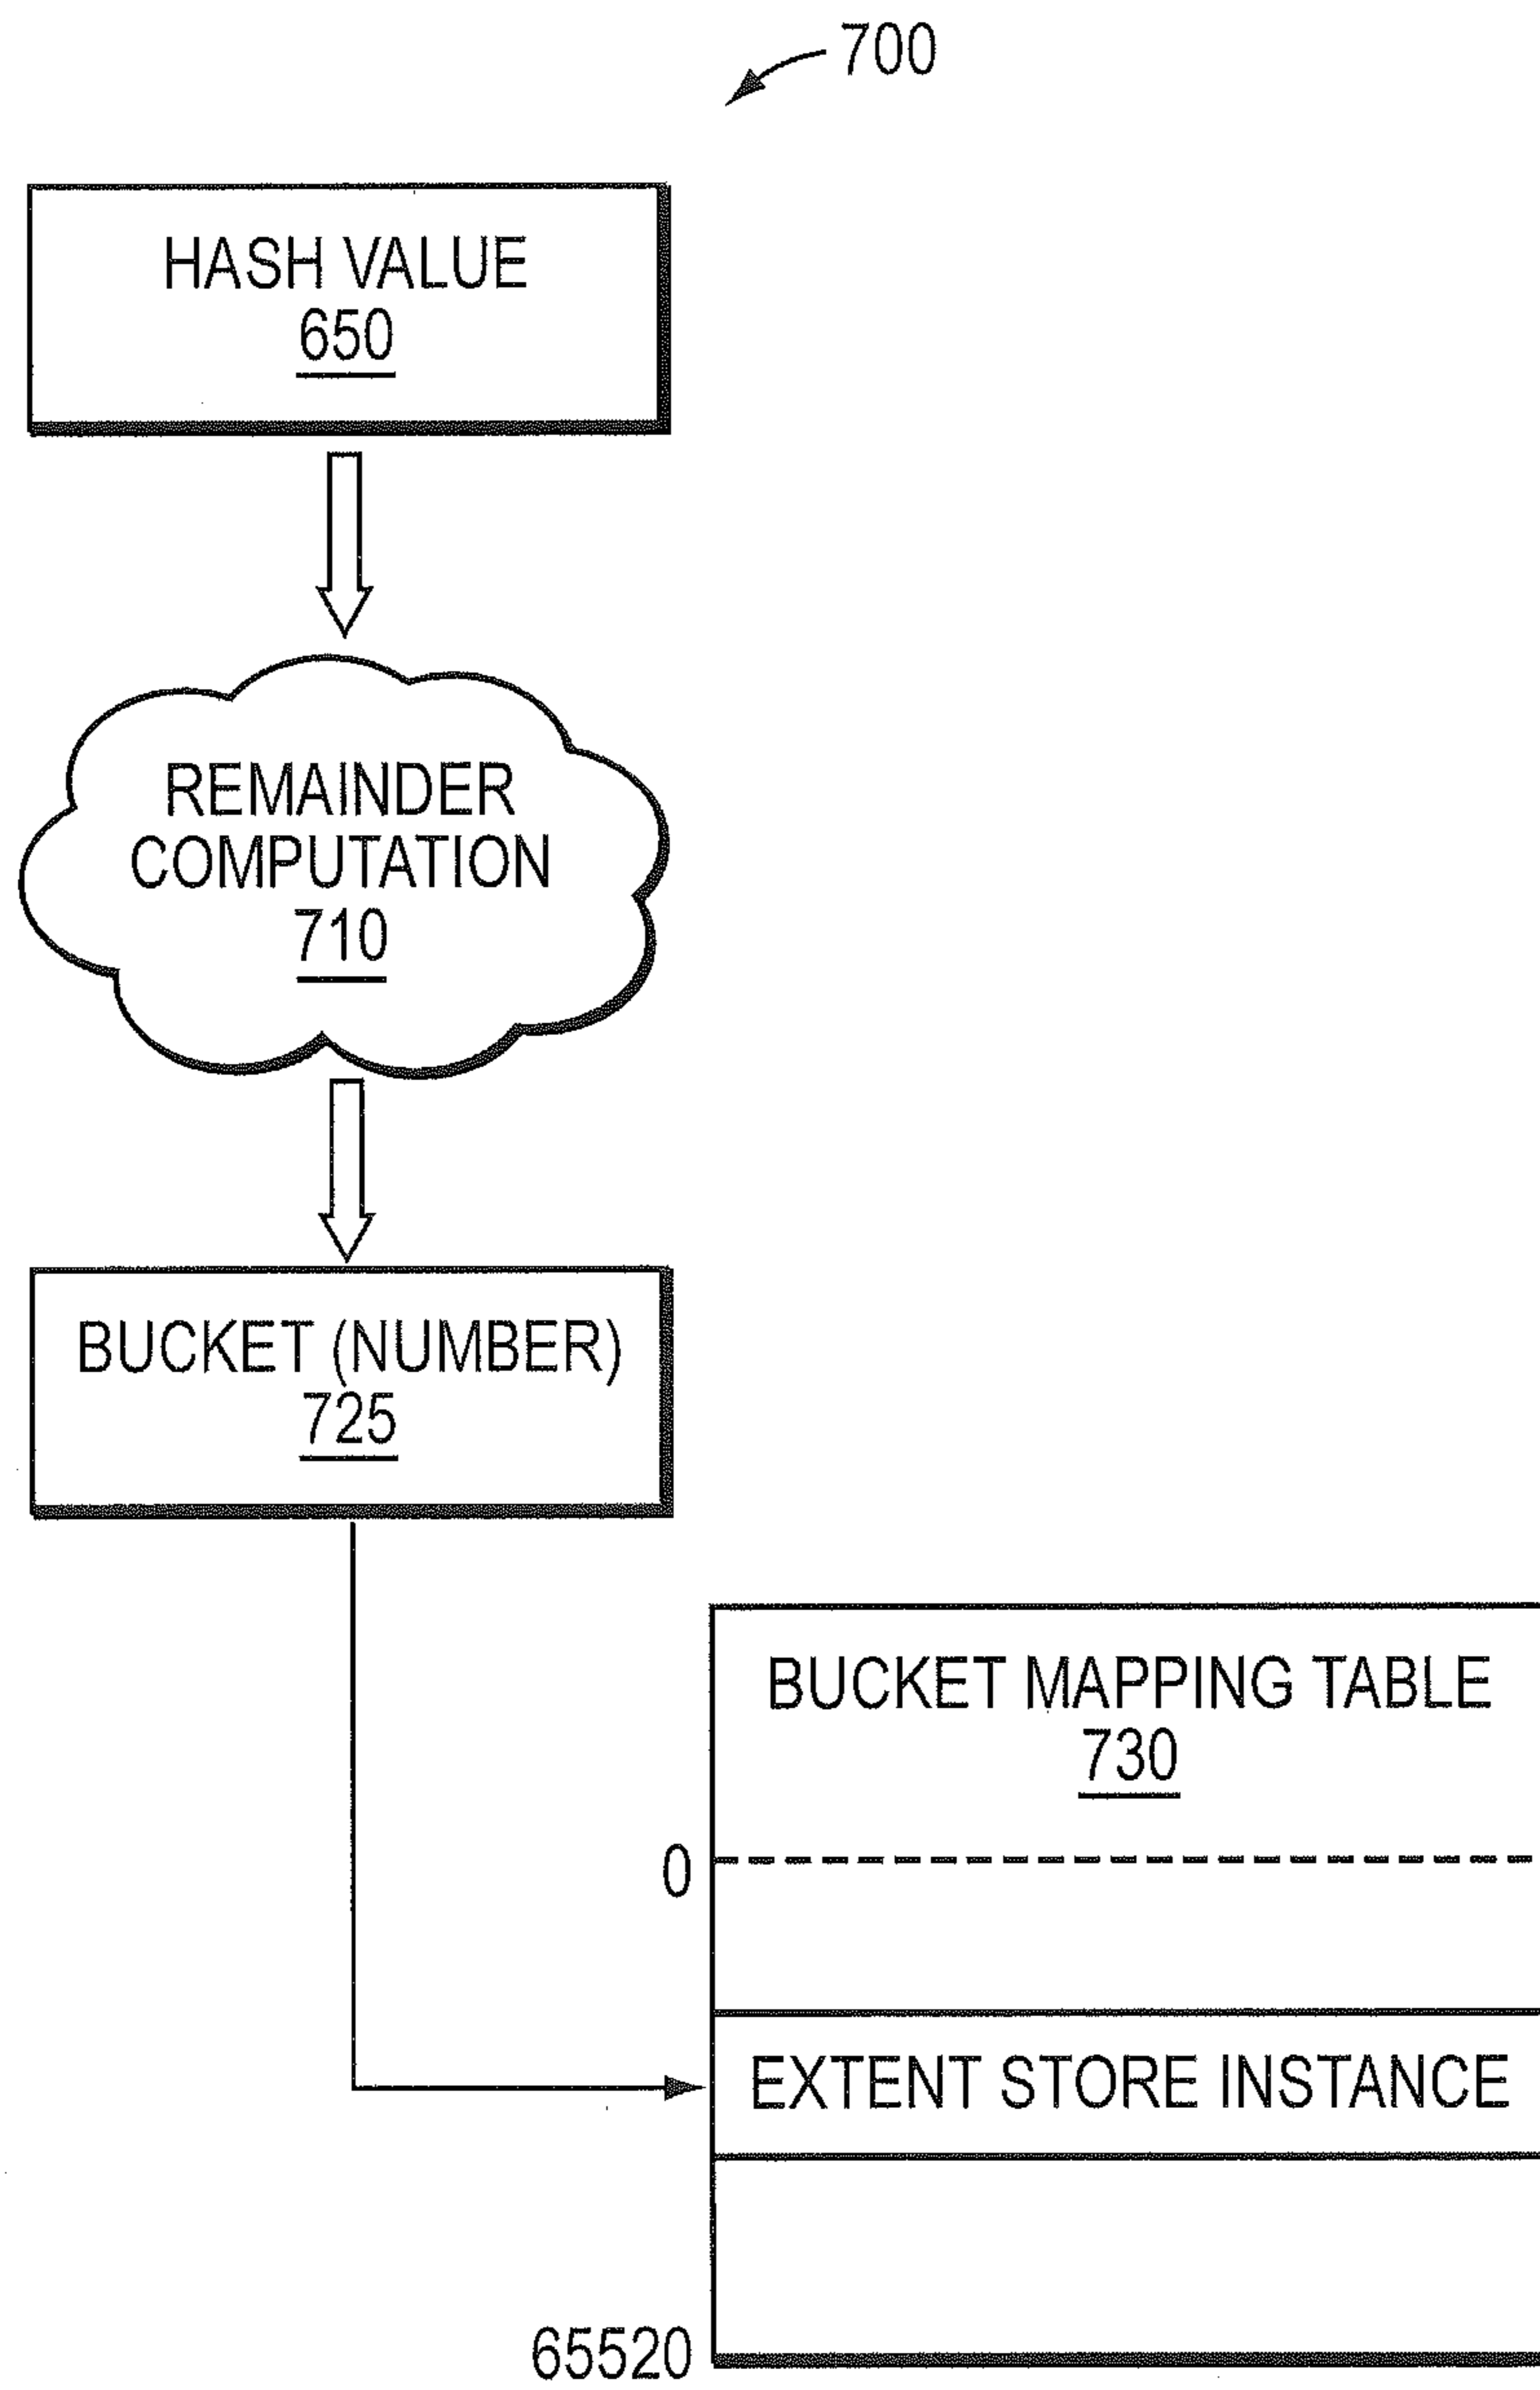 700
HASH VALUE
650
REMAINDER
COMPUTATION
710
BUCKET (NUMBER)
725
BUCKET MAPPING TABLE
730
0
EXTENT STORE INSTANCE
65520